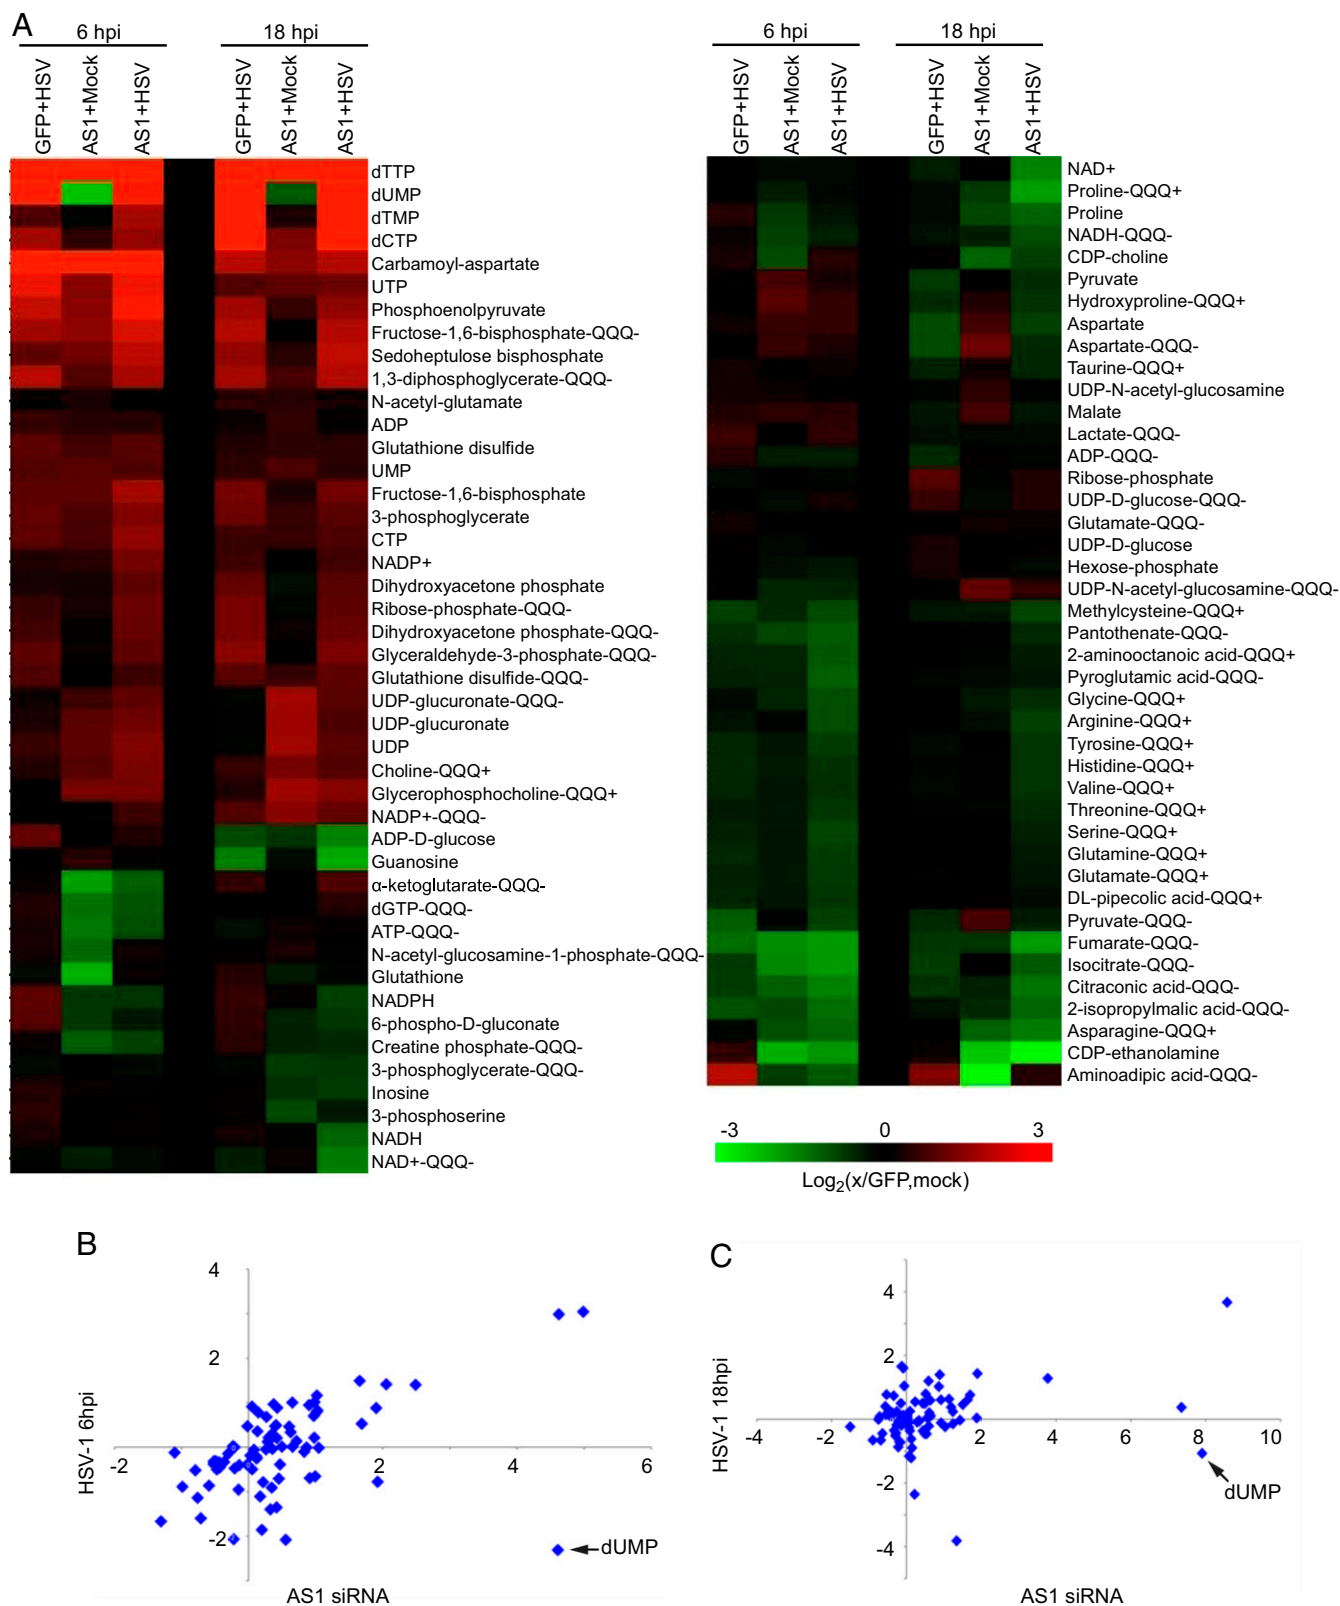 A
6 hpi
18 hpi
GFP+HSV
AS1+Mock
AS1+HSV
GFP+HSV
AS1+Mock
AS1+HSV
dTTP
dUMP
dTMP
dCTP
Carbamoyl-aspartate
UTP
Phosphoenolpyruvate
Fructose-1,6-bisphosphate-QQQ-
Sedoheptulose bisphosphate
1,3-diphosphoglycerate-QQQ-
N-acetyl-glutamate
ADP
Glutathione disulfide
UMP
Fructose-1,6-bisphosphate
3-phosphoglycerate
CTP
NADP+
Dihydroxyacetone phosphate
Ribose-phosphate-QQQ-
Dihydroxyacetone phosphate-QQQ-
Glyceraldehyde-3-phosphate-QQQ-
Glutathione disulfide-QQQ-
UDP-glucuronate-QQQ-
UDP-glucuronate
UDP
Choline-QQQ+
Glycerophosphocholine-QQQ+
NADP+-QQQ-
ADP-D-glucose
Guanosine
α-ketoglutarate-QQQ-
dGTP-QQQ-
ATP-QQQ-
N-acetyl-glucosamine-1-phosphate-QQQ-
Glutathione
NADPH
6-phospho-D-gluconate
Creatine phosphate-QQQ-
3-phosphoglycerate-QQQ-
Inosine
3-phosphoserine
NADH
NAD+-QQQ-
6 hpi
18 hpi
GFP+HSV
AS1+Mock
AS1+HSV
GFP+HSV
AS1+Mock
AS1+HSV
NAD+
Proline-QQQ+
Proline
NADH-QQQ-
CDP-choline
Pyruvate
Hydroxyproline-QQQ+
Aspartate
Aspartate-QQQ-
Taurine-QQQ+
UDP-N-acetyl-glucosamine
Malate
Lactate-QQQ-
ADP-QQQ-
Ribose-phosphate
UDP-D-glucose-QQQ-
Glutamate-QQQ-
UDP-D-glucose
Hexose-phosphate
UDP-N-acetyl-glucosamine-QQQ-
Methylcysteine-QQQ+
Pantothenate-QQQ-
2-aminooctanoic acid-QQQ+
Pyroglutamic acid-QQQ-
Glycine-QQQ+
Arginine-QQQ+
Tyrosine-QQQ+
Histidine-QQQ+
Valine-QQQ+
Threonine-QQQ+
Serine-QQQ+
Glutamine-QQQ+
Glutamate-QQQ+
DL-pipecolic acid-QQQ+
Pyruvate-QQQ-
Fumarate-QQQ-
Isocitrate-QQQ-
Citraconic acid-QQQ-
2-isopropylmalic acid-QQQ-
Asparagine-QQQ+
CDP-ethanolamine
Aminoadipic acid-QQQ-
-3 0 3
Log2(x/GFP,mock)
B
HSV-1 6hpi
4
2
-2
-2 2 4 6
dUMP
AS1 siRNA
C
HSV-1 18hpi
4
2
-2
-4
-4 -2 2 4 6 8 10
dUMP
AS1 siRNA